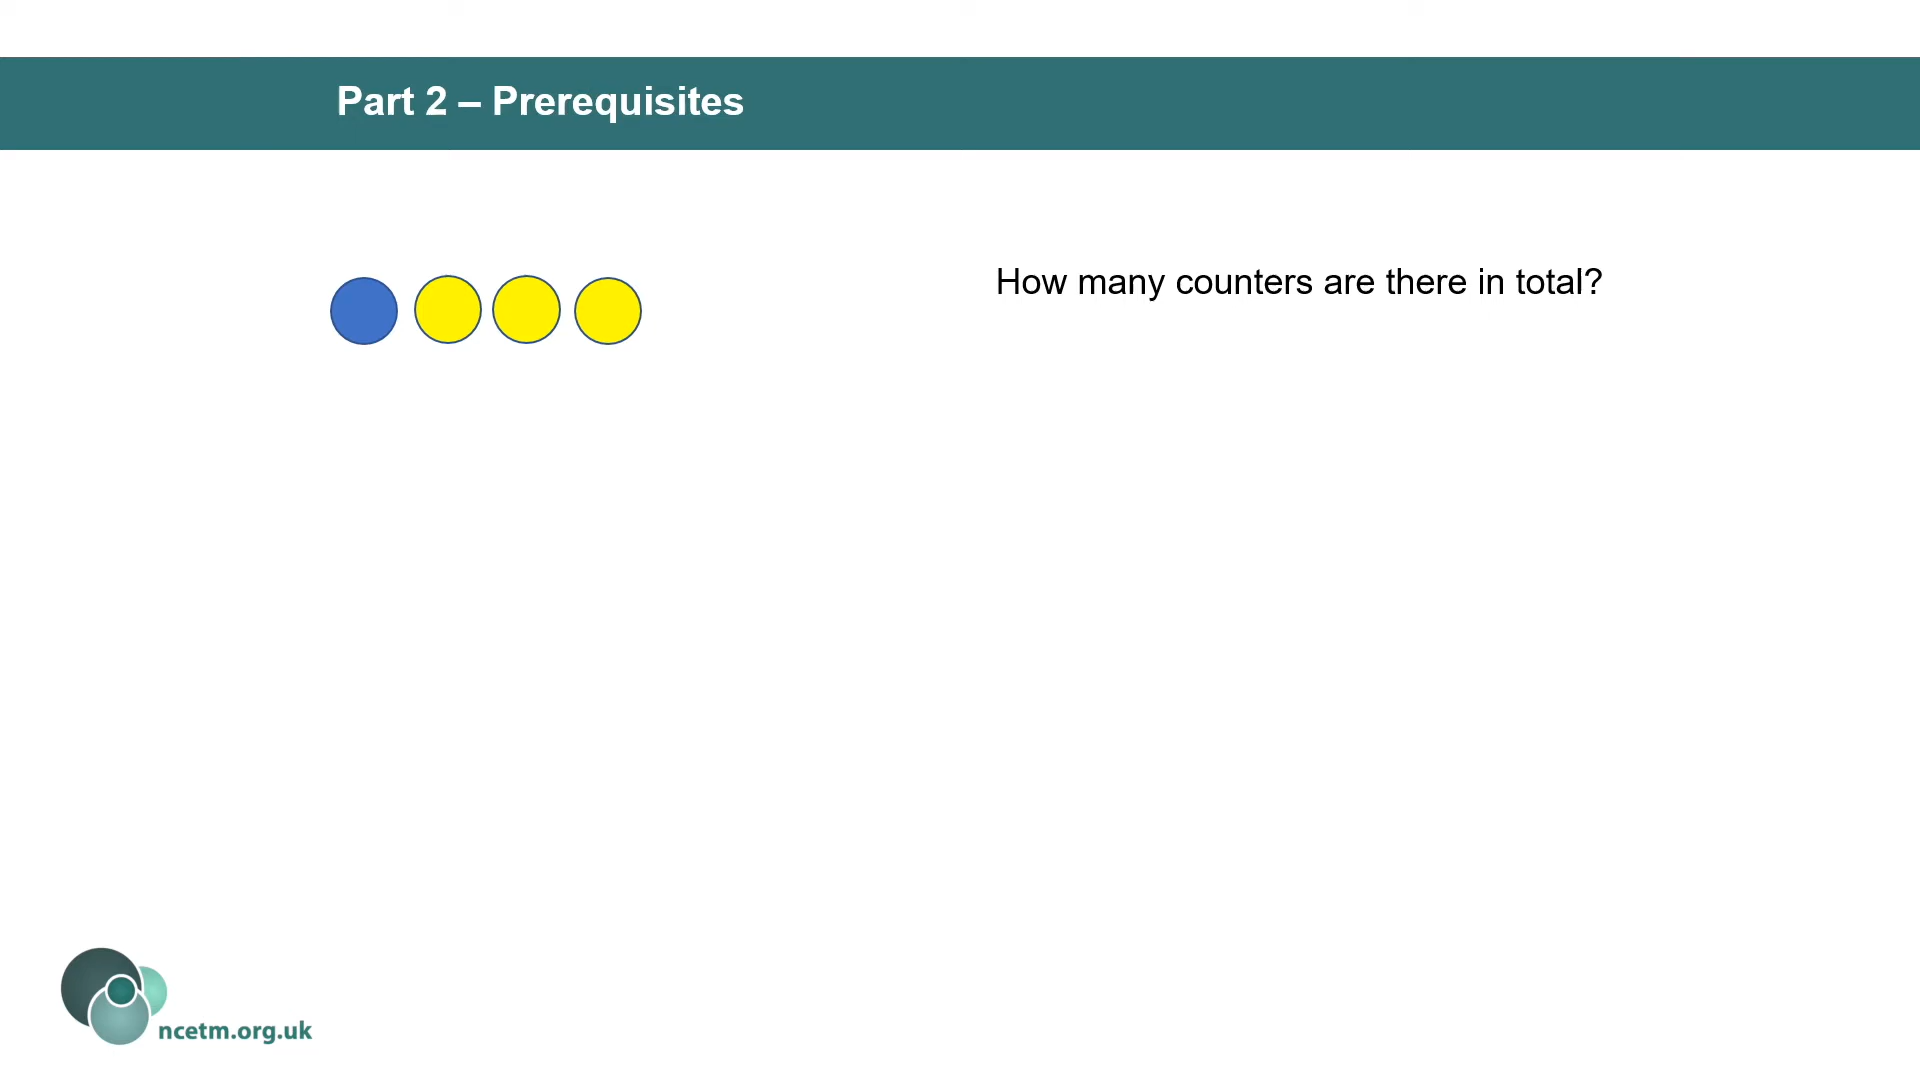 Part 2 – Prerequisites
How many counters are there in total?
ncetm.org.uk